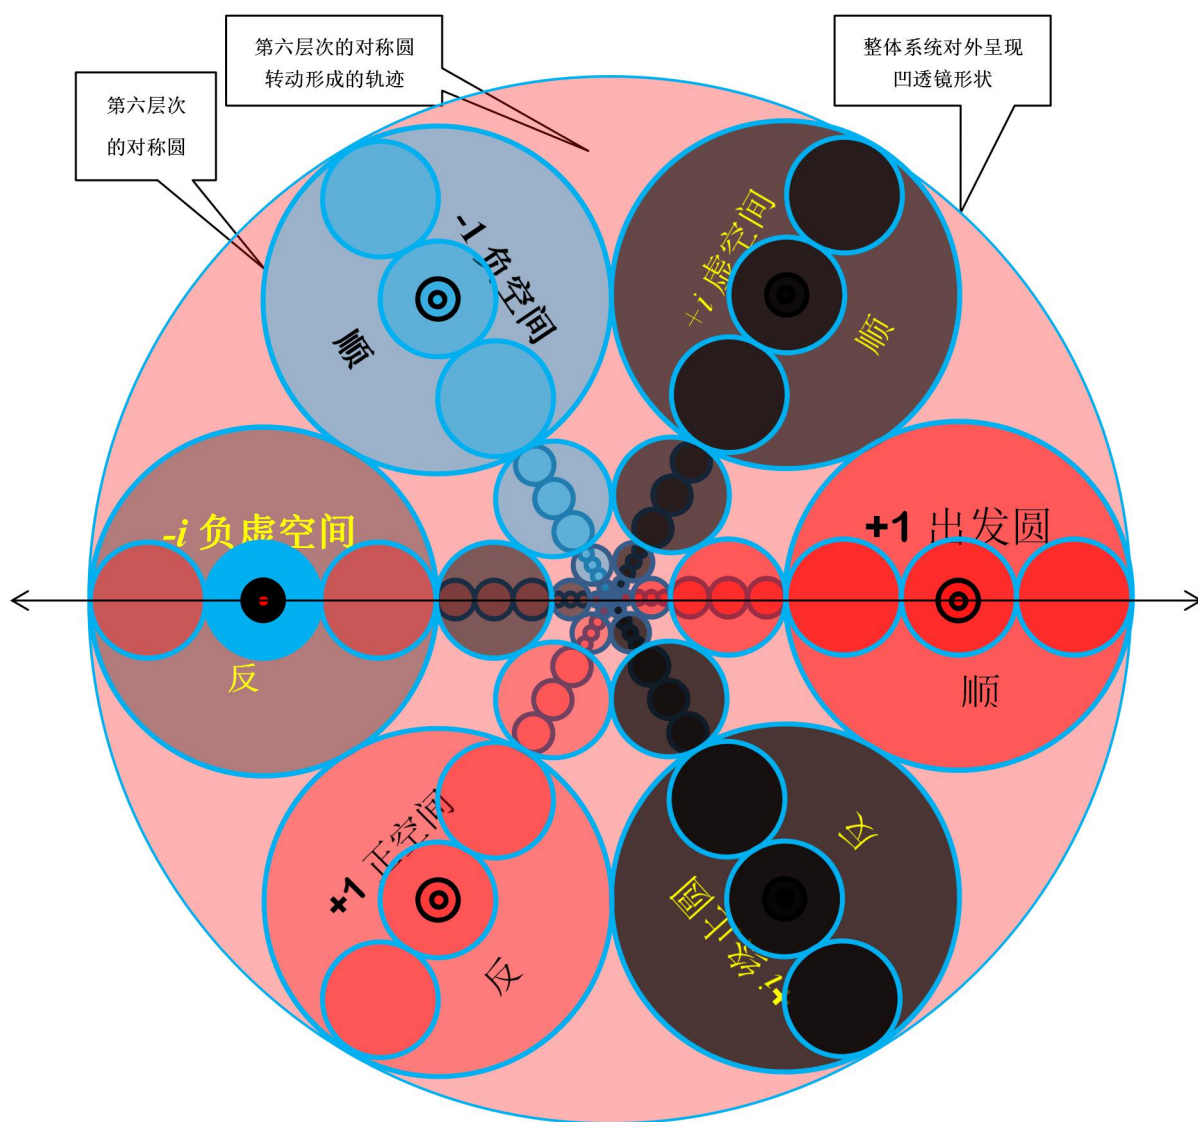 第六层次的对称圆
转动形成的轨迹
整体系统对外呈现
凹透镜形状
第六层次
的对称圆
-1 负空间
顺
+i 虚空间
顺
-i 负虚空间
反
+1 出发圆
顺
+1 正空间
反
+i 终止圆
反